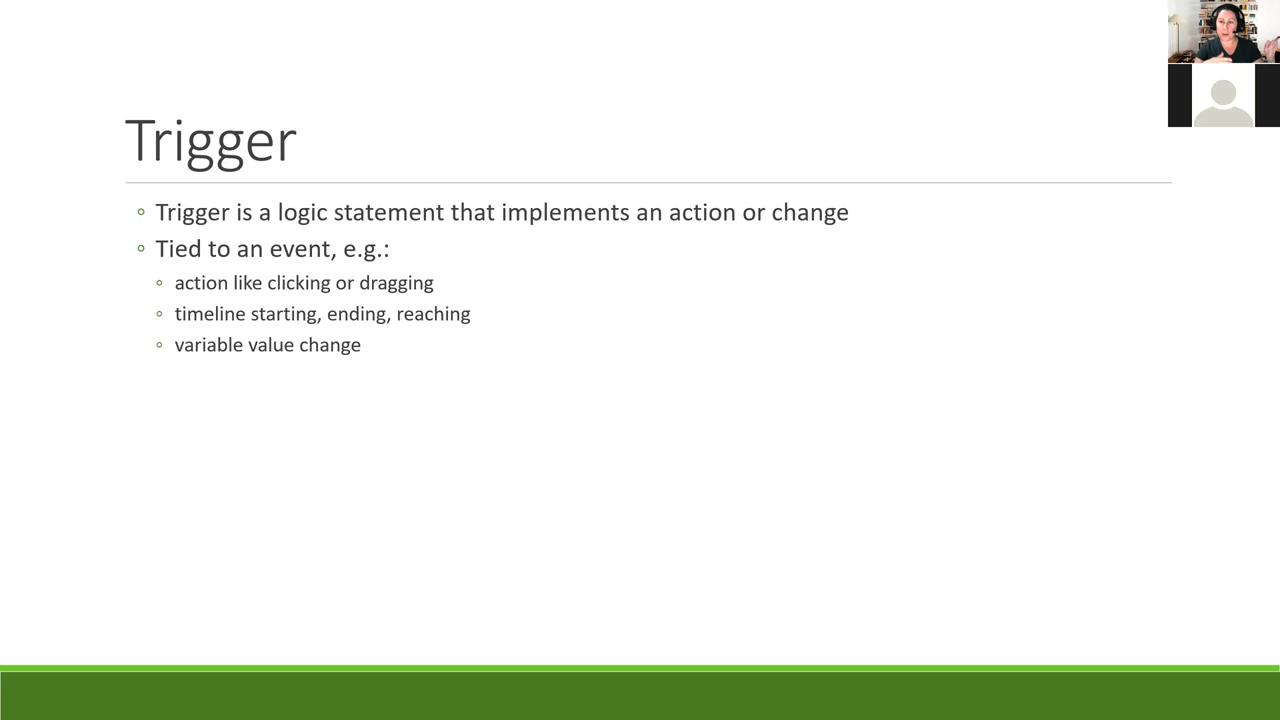 Trigger
Trigger is a logic statement that implements an action or change
Tied to an event, e.g.:
action like clicking or dragging
timeline starting, ending, reaching
variable value change